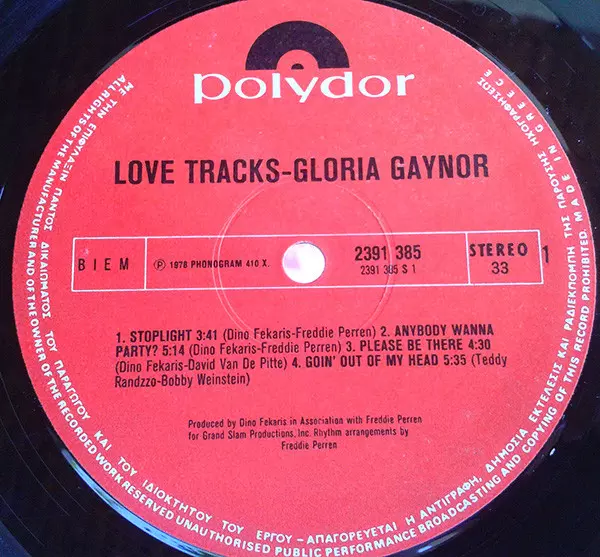 polydor
LOVE TRACKS-GLORIA GAYNOR
BIEM
Ⓟ 1978 PHONOGRAM 410 X.
2391 385
2391 385 S 1
STEREO
33
1
1. STOPLIGHT 3:41 (Dino Fekaris-Freddie Perren) 2. ANYBODY WANNA
PARTY? 5:14 (Dino Fekaris-Freddie Perren) 3. PLEASE BE THERE 4:30
(Dino Fekaris-David Van De Pitte) 4. GOIN' OUT OF MY HEAD 5:35 (Teddy
Randzzo-Bobby Weinstein)
Produced by Dino Fekaris in Association with Freddie Perren
for Grand Slam Productions, Inc. Rhythm arrangements by
Freddie Perren
ΜΕ ΤΗΝ ΕΠΙΦΥΛΑΞΙΝ ΠΑΝΤΟΣ ΔΙΚΑΙΩΜΑΤΟΣ ΤΟΥ ΠΑΡΑΓΩΓΟΥ ΚΑΙ ΤΟΥ ΙΔΙΟΚΤΗΤΟΥ ΤΟΥ ΕΡΓΟΥ - ΑΠΑΓΟΡΕΥΕΤΑΙ Η ΑΝΤΙΓΡΑΦΗ, ΔΗΜΟΣΙΑ ΕΚΤΕΛΕΣΙΣ ΚΑΙ ΡΑΔΙΕΚΠΟΜΠΗ ΤΗΣ ΠΑΡΟΥΣΗΣ ΗΧΟΓΡΑΦΗΣΕΩΣ
ALL RIGHTS OF THE MANUFACTURER AND OF THE OWNER OF THE RECORDED WORK RESERVED UNAUTHORISED PUBLIC PERFORMANCE BROADCASTING AND COPYING OF THIS RECORD PROHIBITED. MADE IN GREECE